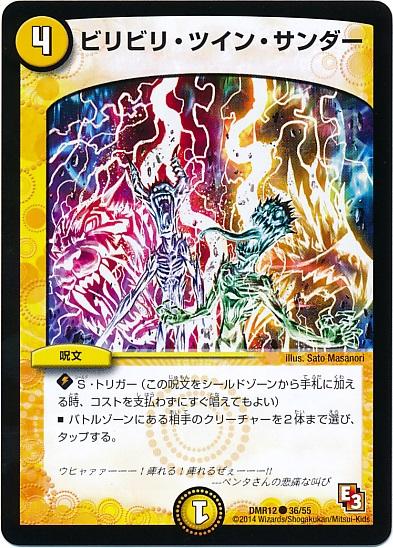 4
ビリビリ・ツイン・サンダー
illus. Sato Masanori
呪文
S・トリガー (この呪文をシールドゾーンから手札に加え
る時、コストを支払わずにすぐ唱えてもよい)
■ バトルゾーンにある相手のクリーチャーを2体まで選び、
タップする。
ウヒャァァーーー！痺れる！痺れるぜぇーーー!!
---ペンタさんの悲痛な叫び
1
DMR12 ● 36/55
©2014 Wizards/Shogakukan/Mitsui-Kids
E3